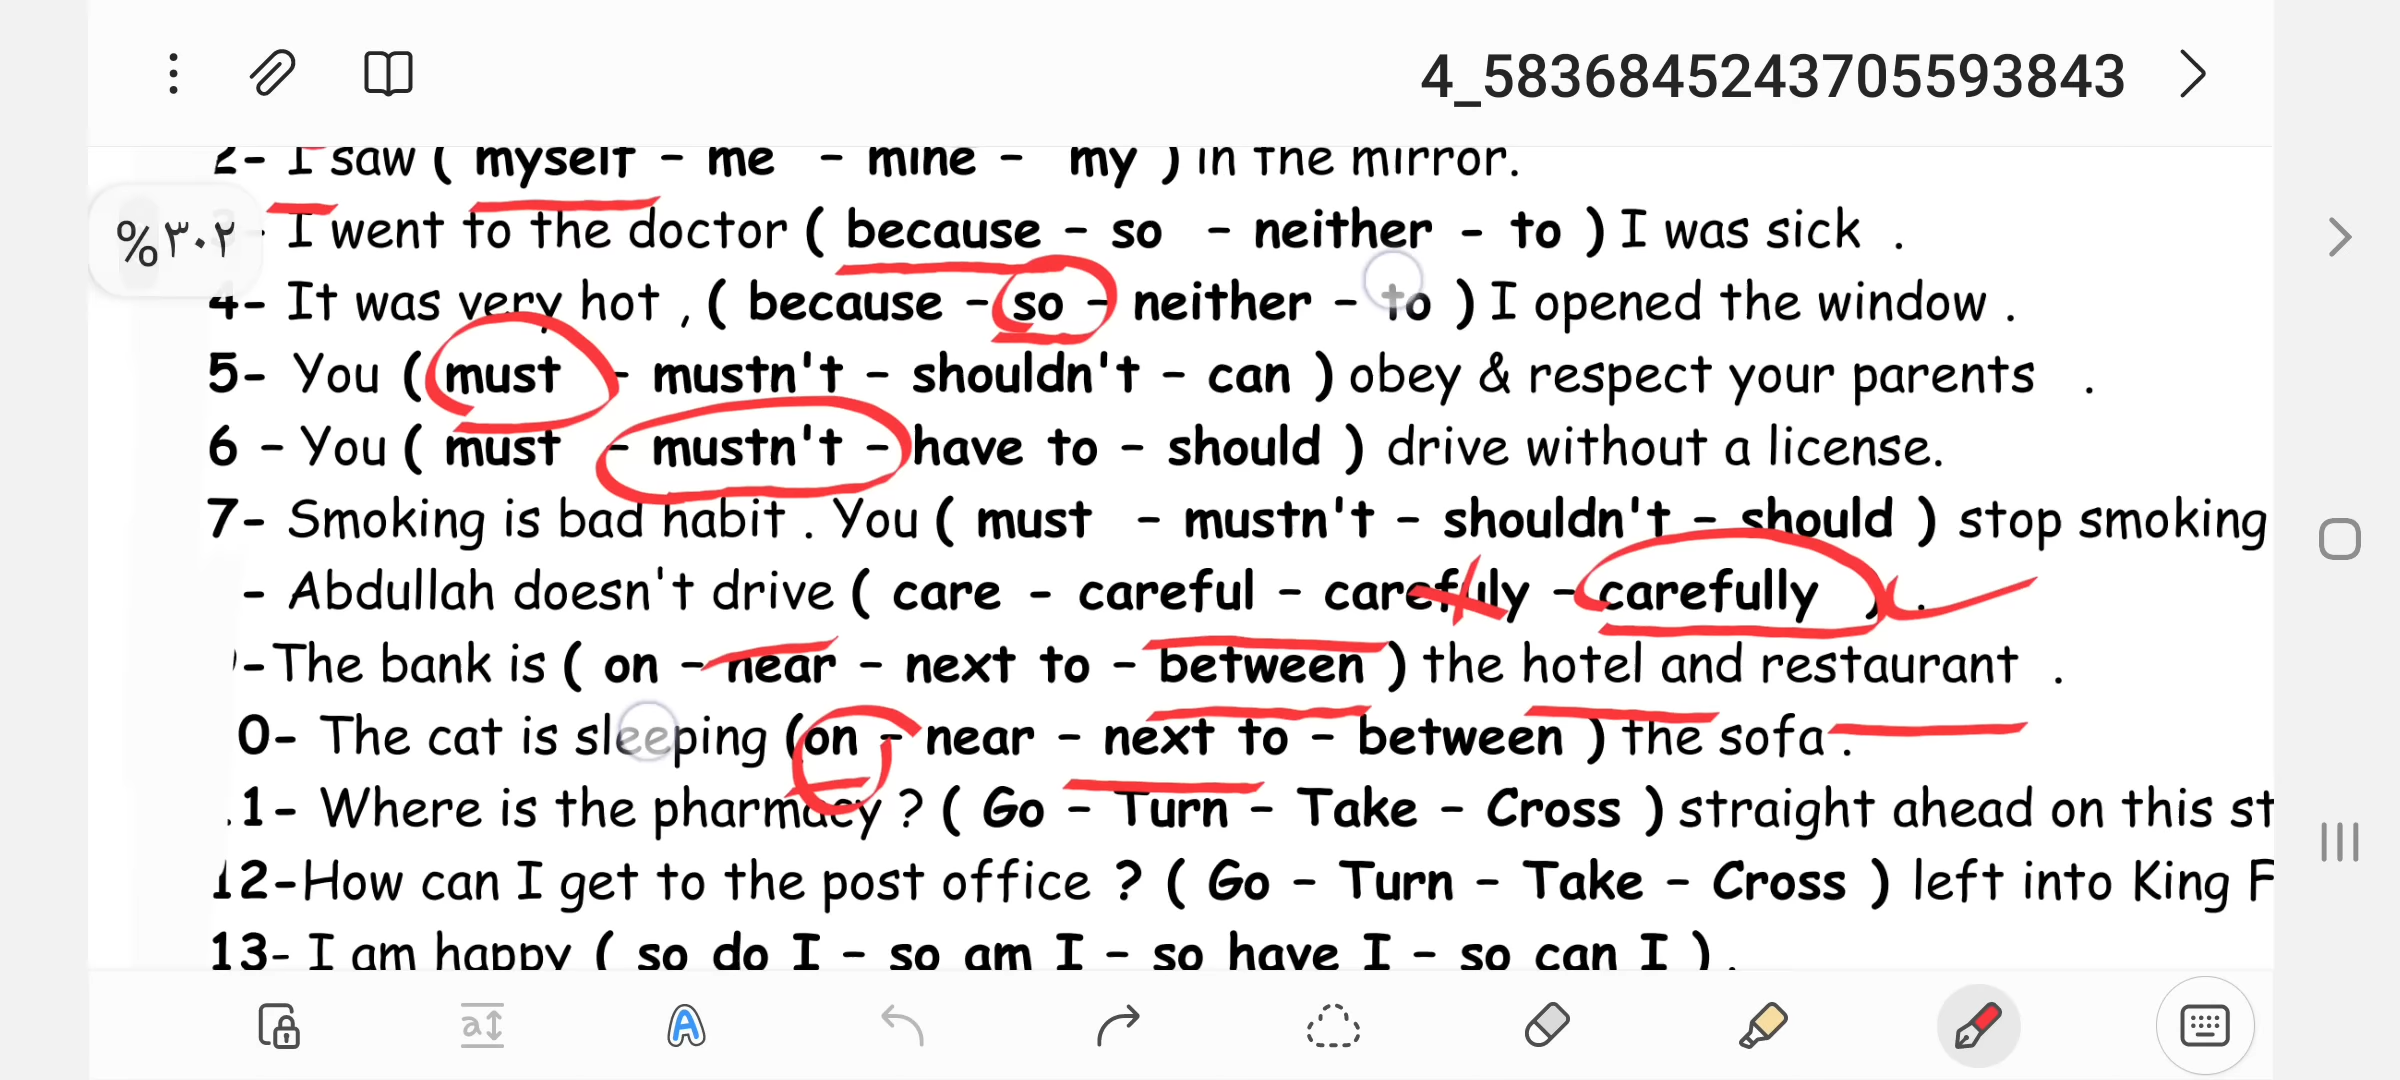 4_5836845243705593843
2- I saw ( myself - me - mine - my ) in the mirror.
%٣٠٢
- I went to the doctor ( because - so - neither - to ) I was sick .
4- It was very hot , ( because - so - neither - to ) I opened the window .
5- You ( must - mustn't - shouldn't - can ) obey & respect your parents .
6 - You ( must - mustn't - have to - should ) drive without a license.
7- Smoking is bad habit . You ( must - mustn't - shouldn't - should ) stop smoking
- Abdullah doesn't drive ( care - careful - carefuly - carefully ) .
-The bank is ( on - near - next to - between ) the hotel and restaurant .
0- The cat is sleeping (on - near - next to - between ) the sofa .
.1- Where is the pharmacy ? ( Go - Turn - Take - Cross ) straight ahead on this st
12-How can I get to the post office ? ( Go - Turn - Take - Cross ) left into King F
13- I am happy ( so do I - so am I - so have I - so can I ) .